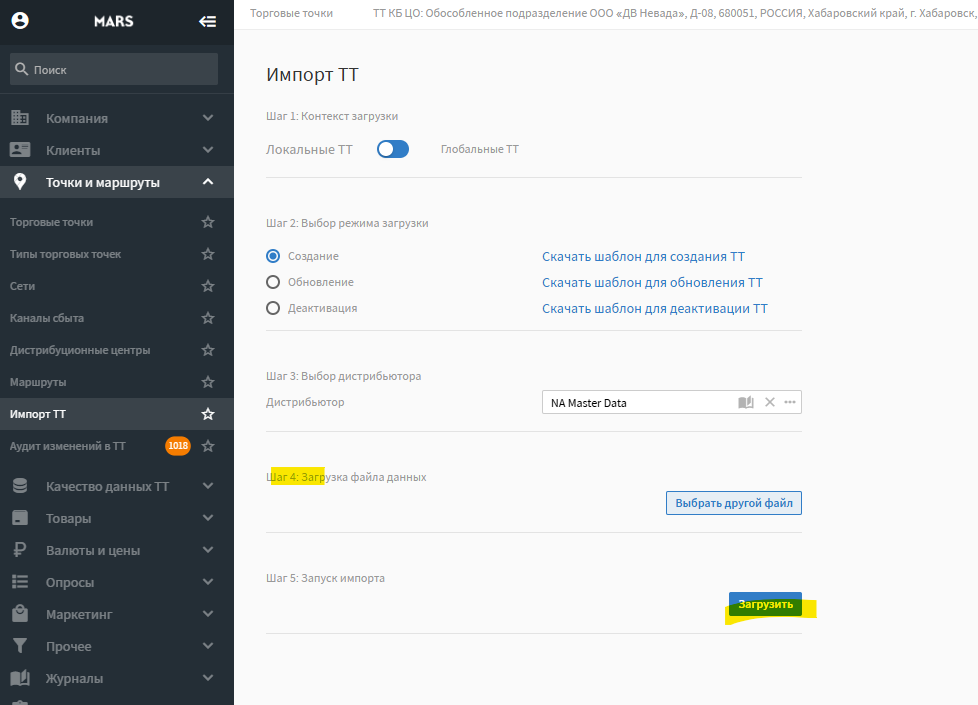 MARS
Поиск
Компания
Клиенты
Точки и маршруты
Торговые точки
Типы торговых точек
Сети
Каналы сбыта
Дистрибуционные центры
Маршруты
Импорт ТТ
Аудит изменений в ТТ 1018
Качество данных ТТ
Товары
Валюты и цены
Опросы
Маркетинг
Прочее
Журналы
Торговые точки ТТ КБ ЦО: Обособленное подразделение ООО «ДВ Невада», Д-08, 680051, РОССИЯ, Хабаровский край, г. Хабаровск,
Импорт ТТ
Шаг 1: Контекст загрузки
Локальные ТТ Глобальные ТТ
Шаг 2: Выбор режима загрузки
Создание Скачать шаблон для создания ТТ
Обновление Скачать шаблон для обновления ТТ
Деактивация Скачать шаблон для деактивации ТТ
Шаг 3: Выбор дистрибьютора
Дистрибьютор NA Master Data
Шаг 4: Загрузка файла данных
Выбрать другой файл
Шаг 5: Запуск импорта
Загрузить